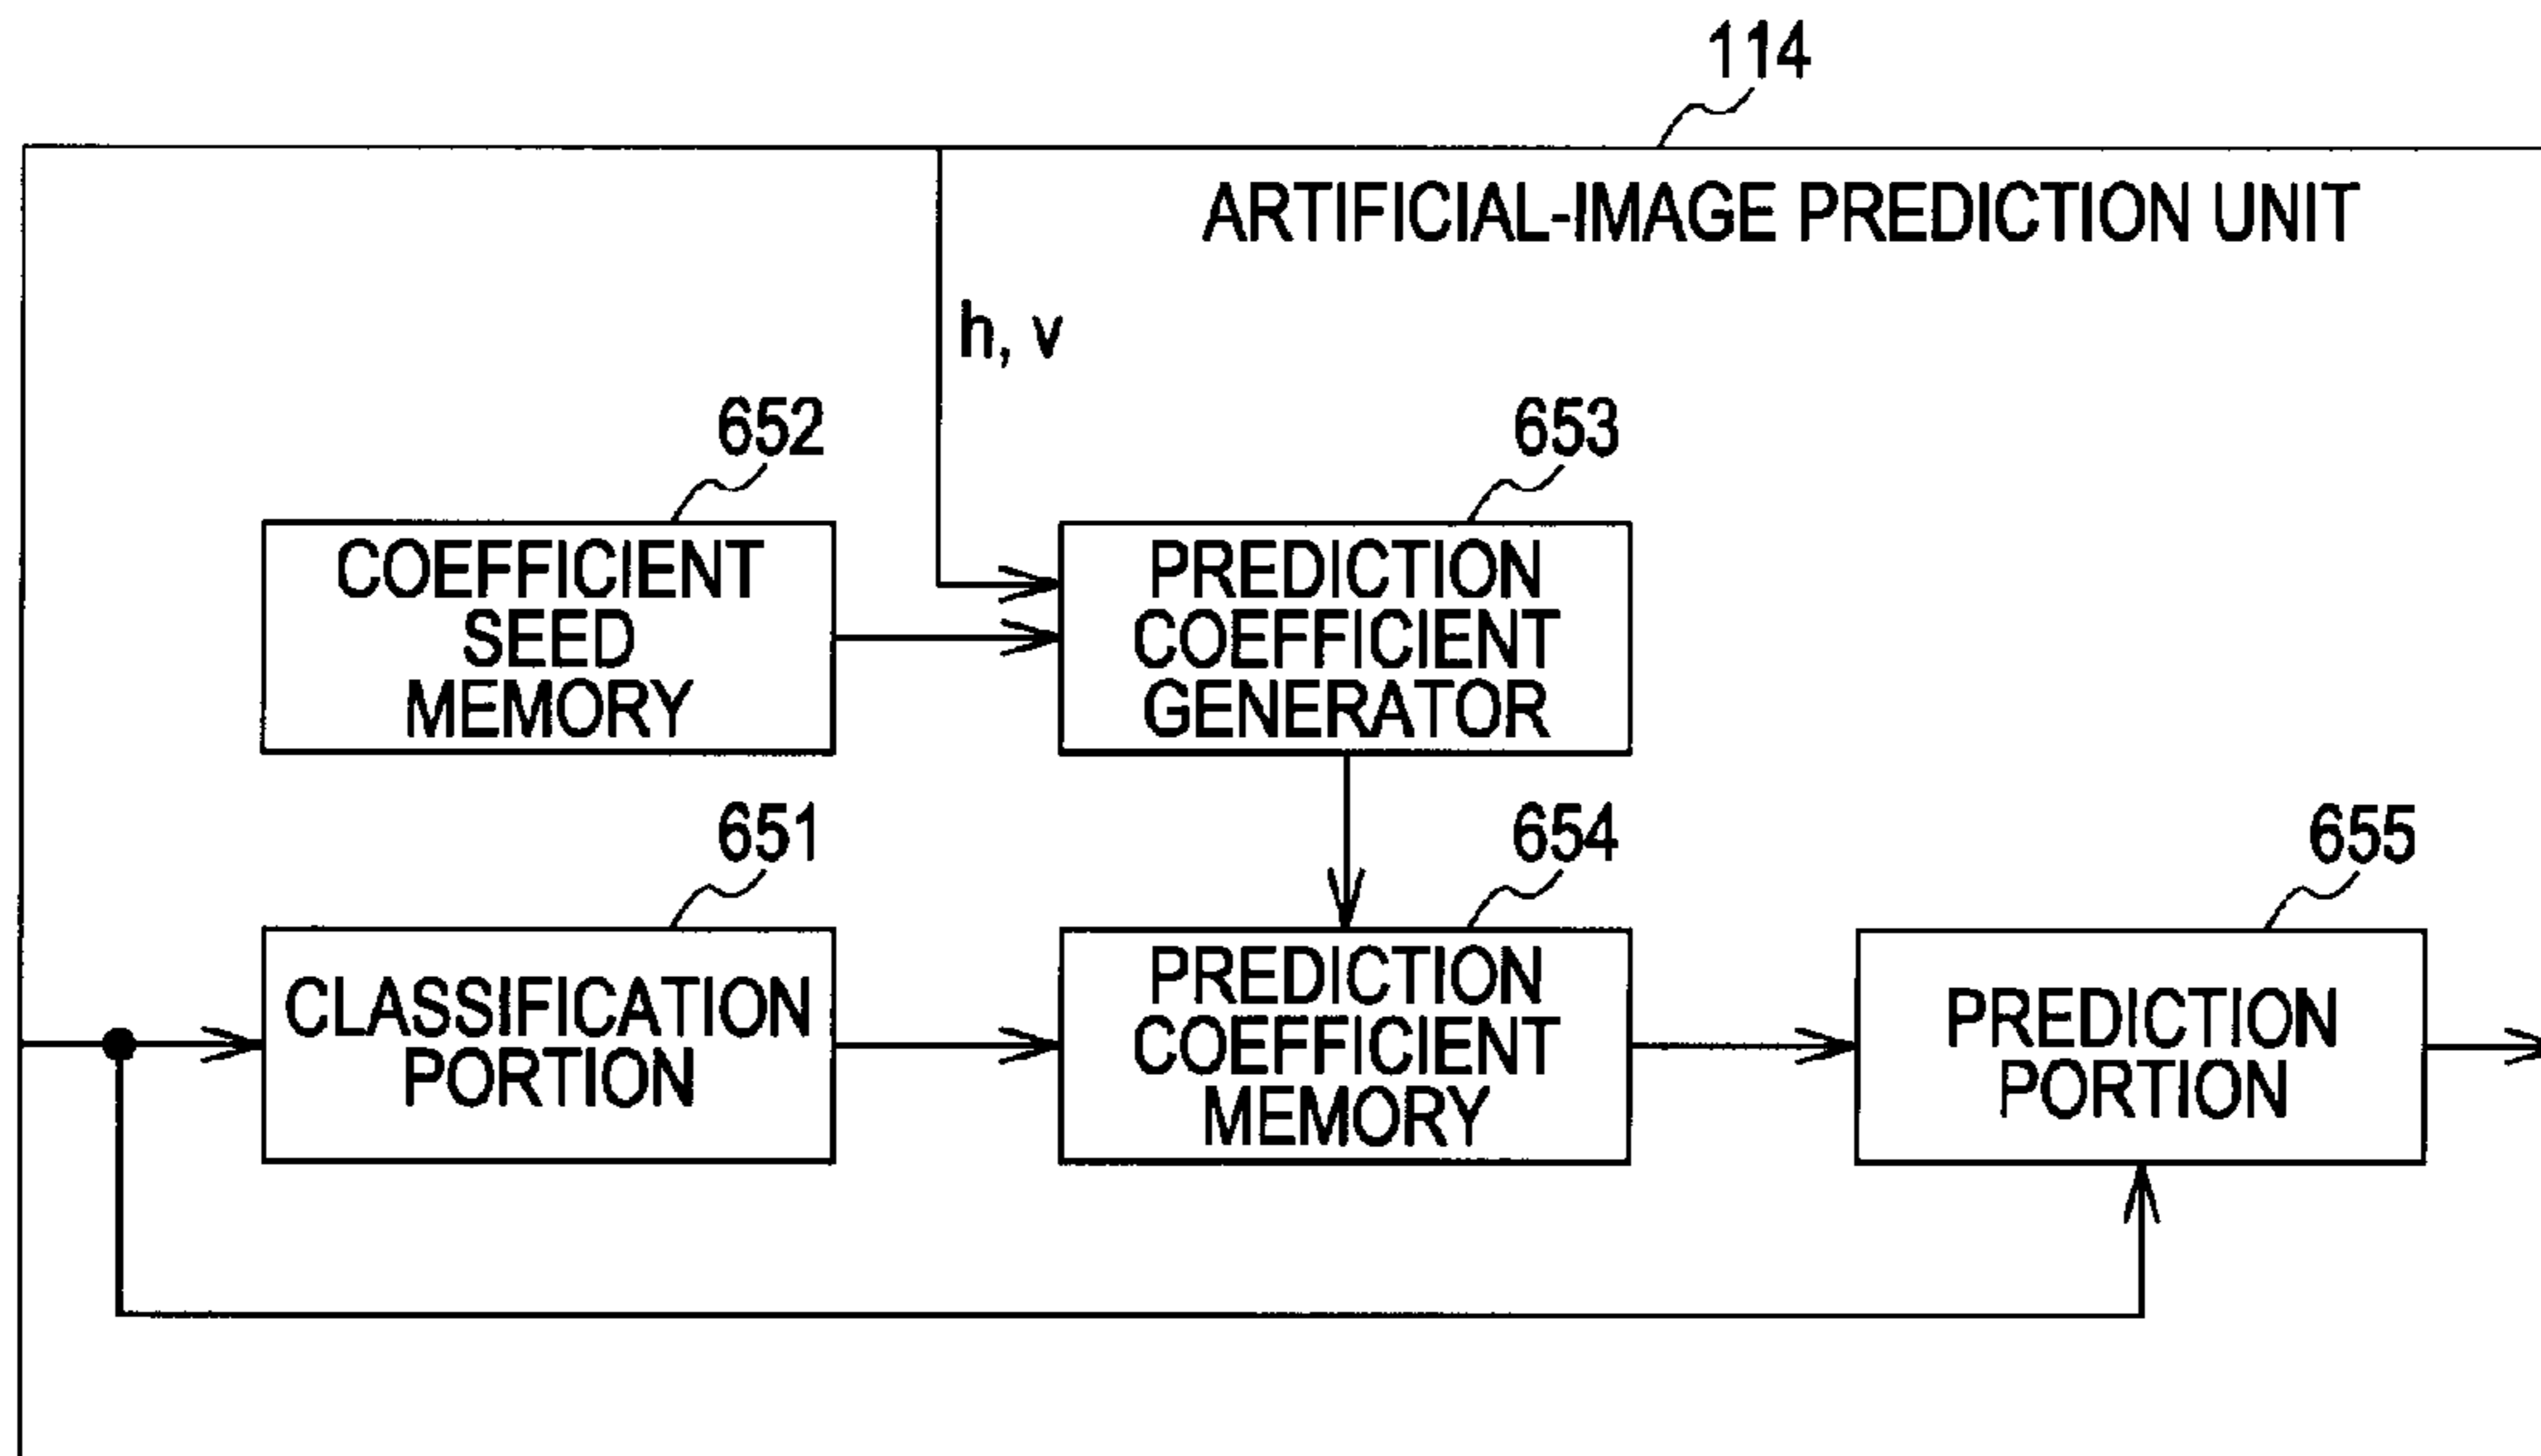 114
ARTIFICIAL-IMAGE PREDICTION UNIT
h, v
652
653
COEFFICIENT
SEED
MEMORY
PREDICTION
COEFFICIENT
GENERATOR
651
654
655
CLASSIFICATION
PORTION
PREDICTION
COEFFICIENT
MEMORY
PREDICTION
PORTION